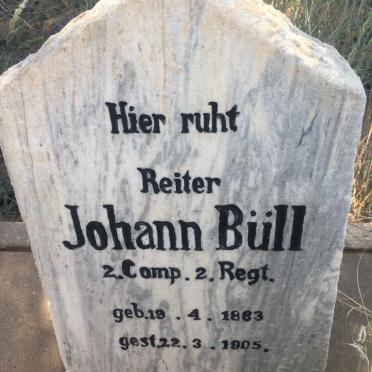 Hier ruht
Reiter
Johann Büll
2. Comp. 2. Regt.
geb. 19. 4. 1883
gest. 22. 3. 1905.